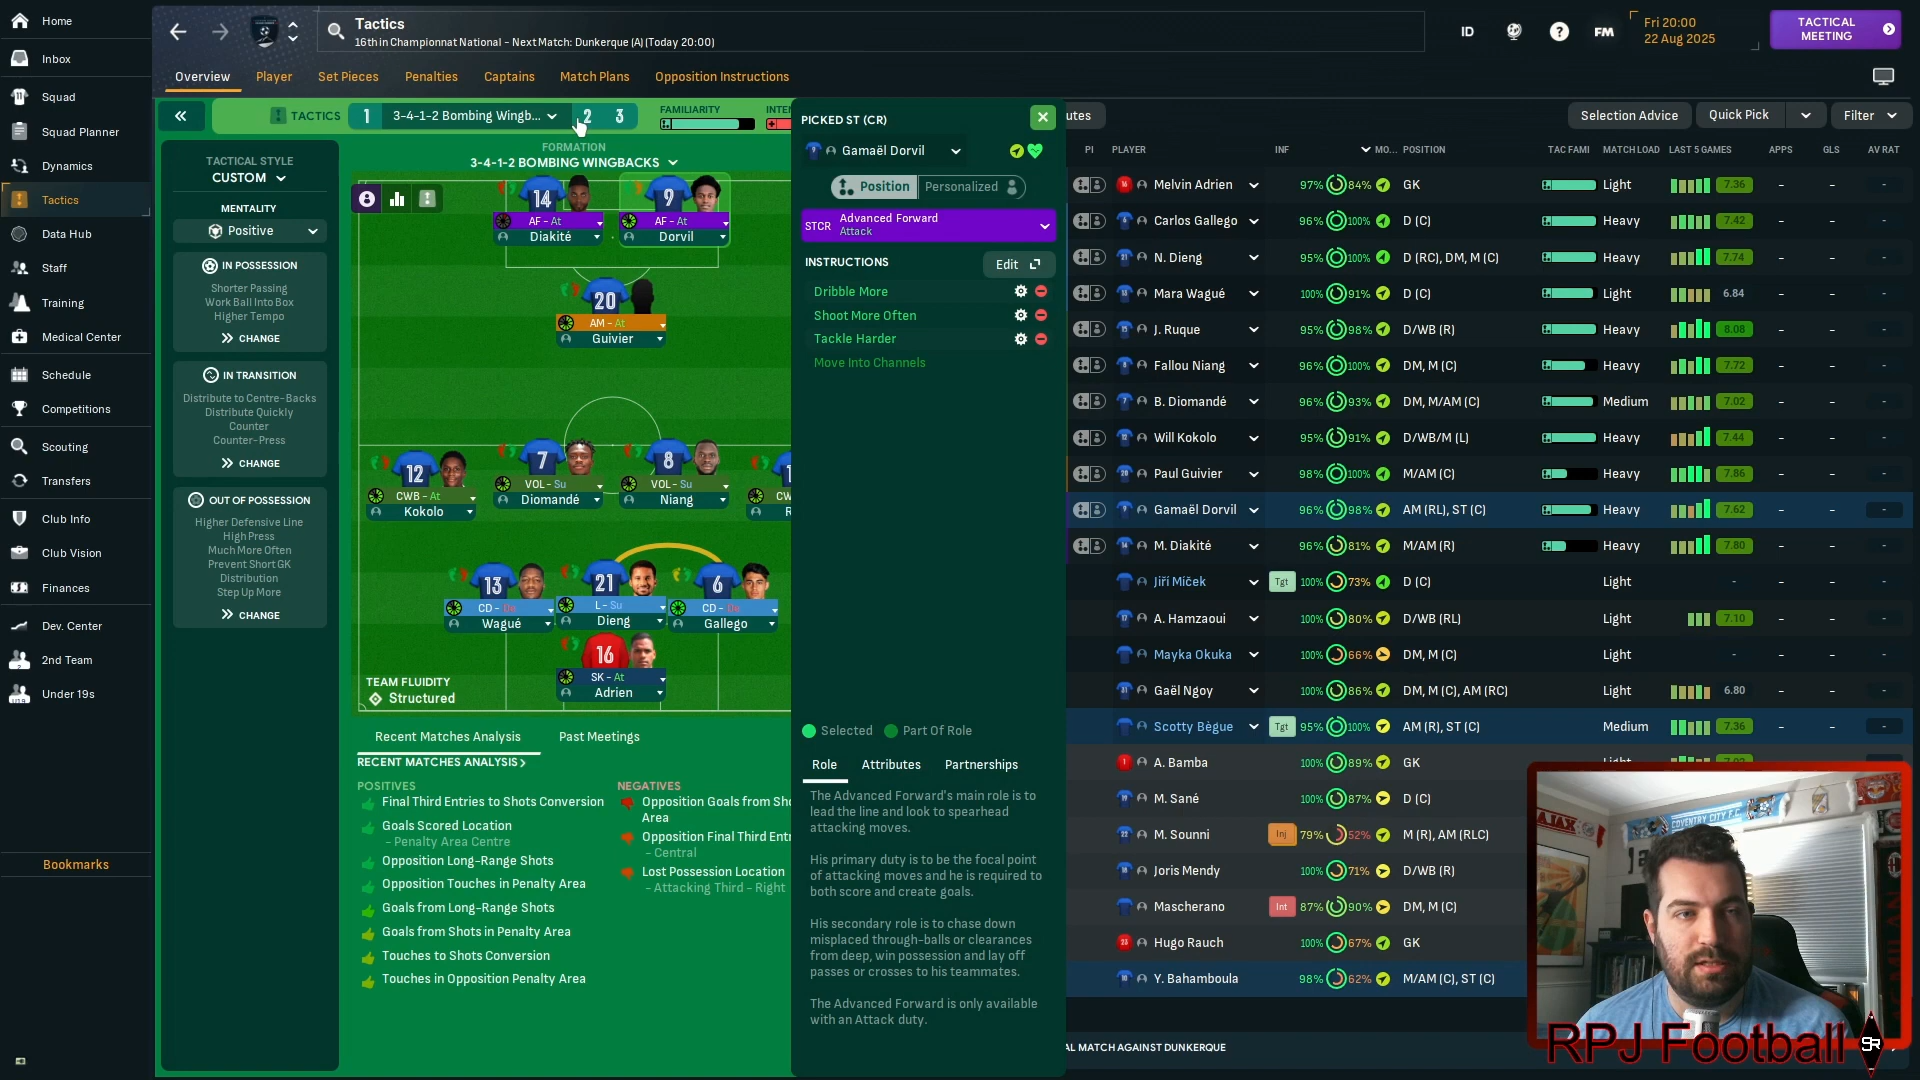 Home
Inbox
Squad
Squad Planner
Dynamics
Tactics
Data Hub
Staff
Training
Medical Center
Schedule
Competitions
Scouting
Transfers
Club Info
Club Vision
Finances
Dev. Center
2nd Team
Under 19s
Bookmarks
Tactics
16th in Championnat National - Next Match: Dunkerque (A) (Today 20:00)
ID
FM
Fri 20:00
22 Aug 2025
TACTICAL MEETING
Overview
Player
Set Pieces
Penalties
Captains
Match Plans
Opposition Instructions
TACTICS
1
3-4-1-2 Bombing Wingb...
2
3
FAMILIARITY
INTE
TACTICAL STYLE
CUSTOM
MENTALITY
Positive
IN POSSESSION
Shorter Passing
Work Ball Into Box
Higher Tempo
CHANGE
IN TRANSITION
Distribute to Centre-Backs
Distribute Quickly
Counter
Counter-Press
CHANGE
OUT OF POSSESSION
Higher Defensive Line
High Press
Much More Often
Prevent Short GK
Distribution
Step Up More
CHANGE
FORMATION
3-4-1-2 BOMBING WINGBACKS
14
AF - At
Diakité
9
AF - At
Dorvil
20
AM - At
Guivier
12
CWB - At
Kokolo
7
VOL - Su
Diomandé
8
VOL - Su
Niang
1
CW
R
13
CD - De
Wagué
21
L - Su
Dieng
6
CD - De
Gallego
16
SK - At
Adrien
TEAM FLUIDITY
Structured
Recent Matches Analysis
Past Meetings
RECENT MATCHES ANALYSIS
POSITIVES
Final Third Entries to Shots Conversion
Goals Scored Location
- Penalty Area Centre
Opposition Long-Range Shots
Opposition Touches in Penalty Area
Goals from Long-Range Shots
Goals from Shots in Penalty Area
Touches to Shots Conversion
Touches in Opposition Penalty Area
NEGATIVES
Opposition Goals from Sho
Area
Opposition Final Third Entr
- Central
Lost Possession Location
- Attacking Third - Right
PICKED ST (CR)
Gamaël Dorvil
Position
Personalized
STCR
Advanced Forward
Attack
INSTRUCTIONS
Edit
Dribble More
Shoot More Often
Tackle Harder
Move Into Channels
Selected
Part Of Role
Role
Attributes
Partnerships
The Advanced Forward's main role is to
lead the line and look to spearhead
attacking moves.
His primary duty is to be the focal point
of attacking moves and he is required to
both score and create goals.
His secondary role is to chase down
misplaced through-balls or clearances
from deep, win possession and lay off
passes or crosses to his teammates.
The Advanced Forward is only available
with an Attack duty.
utes
Selection Advice
Quick Pick
Filter
PI PLAYER INF MO... POSITION TAC FAMI MATCH LOAD LAST 5 GAMES APPS GLS AV RAT
Melvin Adrien 97% 84% GK Light 7.36 - - -
Carlos Gallego 96% 100% D (C) Heavy 7.42 - - -
N. Dieng 95% 100% D (RC), DM, M (C) Heavy 7.74 - - -
Mara Wagué 100% 91% D (C) Light 6.84 - - -
J. Ruque 95% 98% D/WB (R) Heavy 8.08 - - -
Fallou Niang 96% 100% DM, M (C) Heavy 7.72 - - -
B. Diomandé 96% 93% DM, M/AM (C) Medium 7.02 - - -
Will Kokolo 95% 91% D/WB/M (L) Heavy 7.44 - - -
Paul Guivier 98% 100% M/AM (C) Heavy 7.86 - - -
Gamaël Dorvil 96% 98% AM (RL), ST (C) Heavy 7.62 - - -
M. Diakité 96% 81% M/AM (R) Heavy 7.80 - - -
Jiří Míček Tgt 100% 73% D (C) Light - - - -
A. Hamzaoui 100% 80% D/WB (RL) Light 7.10 - - -
Mayka Okuka 100% 66% DM, M (C) Light - - - -
Gaël Ngoy 100% 86% DM, M (C), AM (RC) Light 6.80 - - -
Scotty Bègue Tgt 95% 100% AM (R), ST (C) Medium 7.36 - - -
A. Bamba 100% 89% GK
M. Sané 100% 87% D (C)
M. Sounni Inj 79% 52% M (R), AM (RLC)
Joris Mendy 100% 71% D/WB (R)
Mascherano Int 87% 90% DM, M (C)
Hugo Rauch 100% 67% GK
Y. Bahamboula 98% 62% M/AM (C), ST (C)
AL MATCH AGAINST DUNKERQUE
AJAX
COVENTRY CITY F.C.
RPJ Football